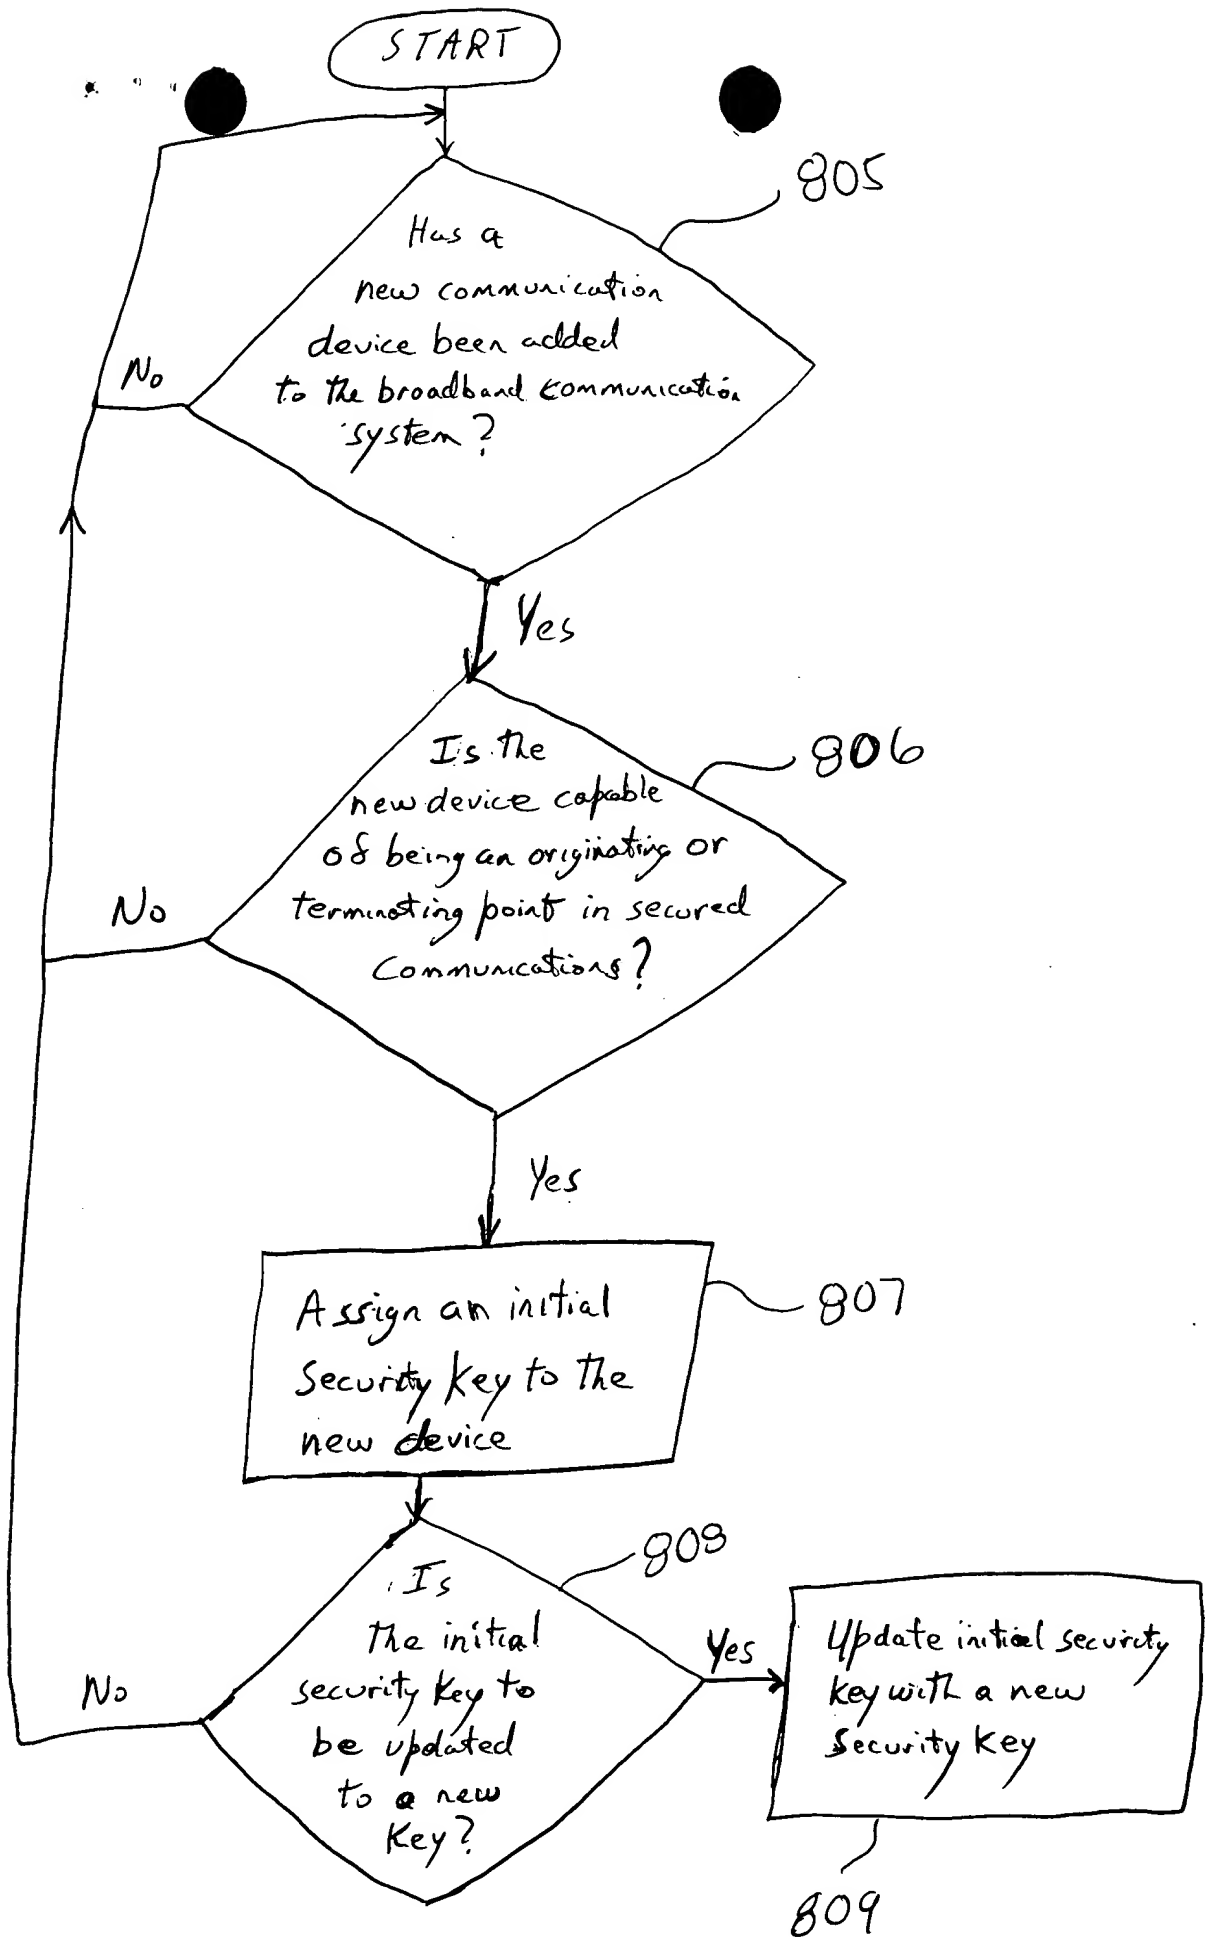 START
805
Has a
new communication
device been added
to the broadband communication
system?
No
Yes
806
Is the
new device capable
of being an originating or
terminating point in secured
Communications?
No
Yes
807
Assign an initial
Security Key to the
new device
808
Is
the initial
security key to
be updated
to a new
Key?
No
Yes
Update initial security
key with a new
Security Key
809